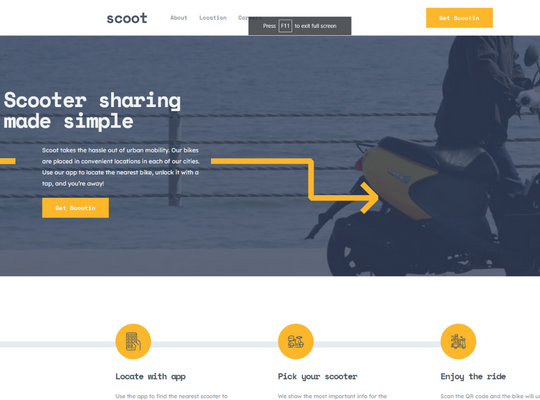 scoot
About
Location
Press F11 to exit full screen
Get Scootin
Scooter sharing
made simple
Scoot takes the hassle out of urban mobility. Our bikes
are placed in convenient locations in each of our cities.
Use our app to locate the nearest bike, unlock it with a
tap, and you're away!
Get Scootin
Locate with app
Pick your scooter
Enjoy the ride
Use the app to find the nearest scooter to
We show the most important info for the
Scan the QR code and the bike will un